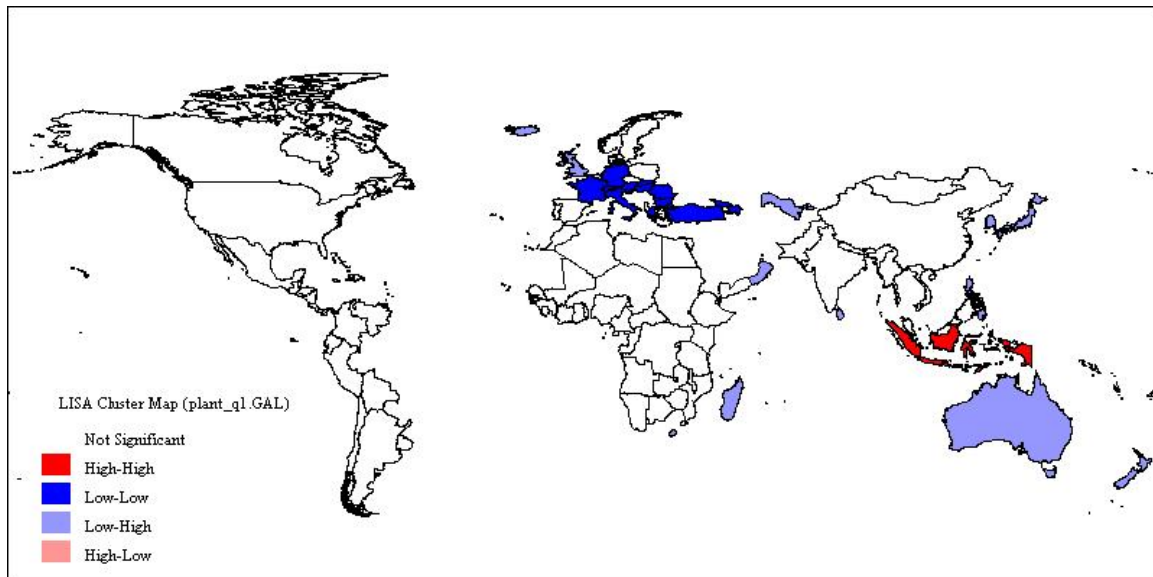 LISA Cluster Map (plant_q1.GAL)
Not Significant
High-High
Low-Low
Low-High
High-Low